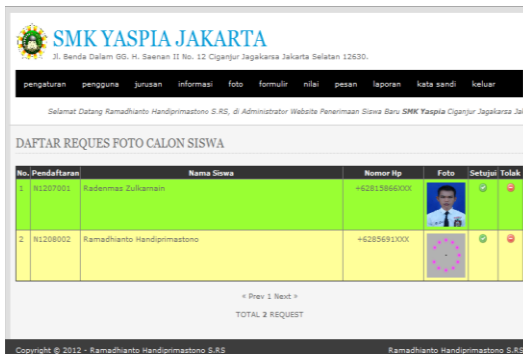 SMK YASPIA JAKARTA
Jl. Benda Dalam GG. H. Saenan II No. 12 Ciganjur Jagakarsa Jakarta Selatan 12630.
pengaturan pengguna jurusan informasi foto formulir nilai pesan laporan kata sandi keluar
Selamat Datang Ramadhianto Handiprimastono S.RS, di Administrator Website Penerimaan Siswa Baru SMK Yaspia Ciganjur Jagakarsa Jak
DAFTAR REQUES FOTO CALON SISWA
No. Pendaftaran Nama Siswa Nomor Hp Foto Setujui Tolak
1 N1207001 Radenmas Zulkarnain +62815866XXX
2 N1208002 Ramadhianto Handiprimastono +6285691XXX
« Prev 1 Next »
TOTAL 2 REQUEST
Copyright © 2012 - Ramadhianto Handiprimastono S.RS Ramadhianto Handiprimastono S.RS